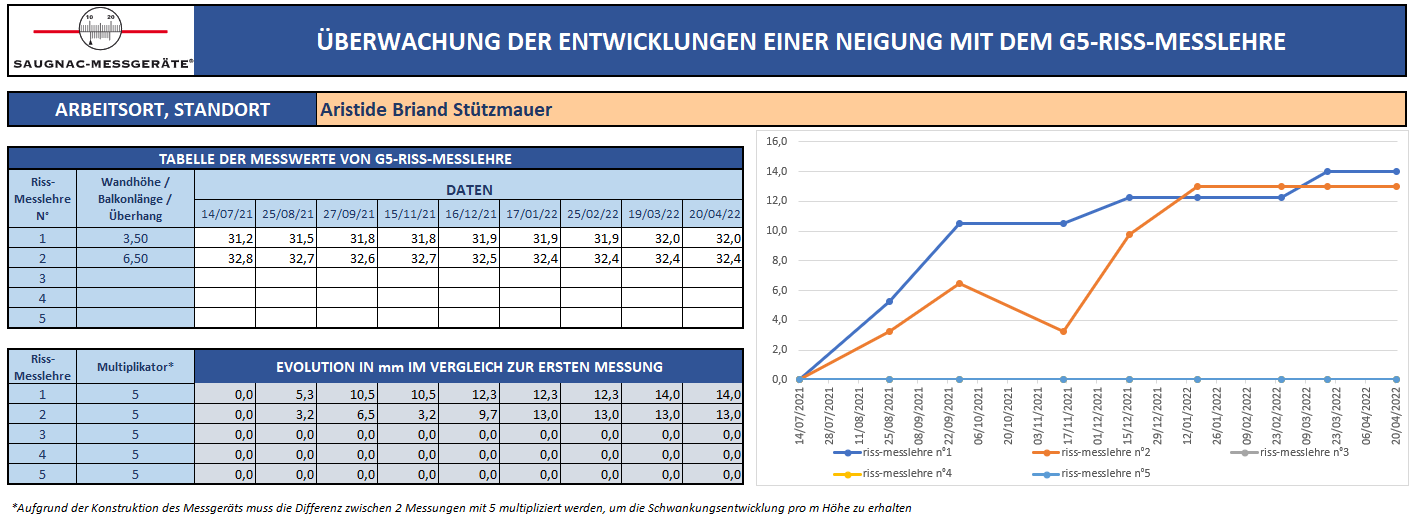 10 20
SAUGNAC-MESSGERÄTE®
ÜBERWACHUNG DER ENTWICKLUNGEN EINER NEIGUNG MIT DEM G5-RISS-MESSLEHRE
ARBEITSORT, STANDORT Aristide Briand Stützmauer
TABELLE DER MESSWERTE VON G5-RISS-MESSLEHRE
Riss-
Messlehre
N°
Wandhöhe /
Balkonlänge /
Überhang
DATEN
14/07/21 25/08/21 27/09/21 15/11/21 16/12/21 17/01/22 25/02/22 19/03/22 20/04/22
1 3,50 31,2 31,5 31,8 31,8 31,9 31,9 31,9 32,0 32,0
2 6,50 32,8 32,7 32,6 32,7 32,5 32,4 32,4 32,4 32,4
3
4
5
Riss-
Messlehre
Multiplikator*
EVOLUTION IN mm IM VERGLEICH ZUR ERSTEN MESSUNG
1 5 0,0 5,3 10,5 10,5 12,3 12,3 12,3 14,0 14,0
2 5 0,0 3,2 6,5 3,2 9,7 13,0 13,0 13,0 13,0
3 5 0,0 0,0 0,0 0,0 0,0 0,0 0,0 0,0 0,0
4 5 0,0 0,0 0,0 0,0 0,0 0,0 0,0 0,0 0,0
5 5 0,0 0,0 0,0 0,0 0,0 0,0 0,0 0,0 0,0
16,0
14,0
12,0
10,0
8,0
6,0
4,0
2,0
0,0
14/07/2021
28/07/2021
11/08/2021
25/08/2021
08/09/2021
22/09/2021
06/10/2021
20/10/2021
03/11/2021
17/11/2021
01/12/2021
15/12/2021
29/12/2021
12/01/2022
26/01/2022
09/02/2022
23/02/2022
09/03/2022
23/03/2022
06/04/2022
20/04/2022
riss-messlehre n°1 riss-messlehre n°2 riss-messlehre n°3
riss-messlehre n°4 riss-messlehre n°5
*Aufgrund der Konstruktion des Messgeräts muss die Differenz zwischen 2 Messungen mit 5 multipliziert werden, um die Schwankungsentwicklung pro m Höhe zu erhalten